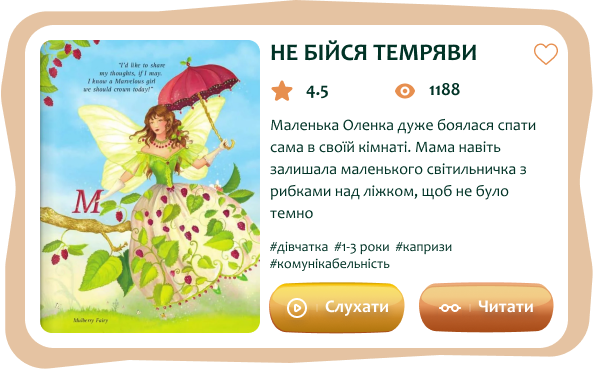 "I'd like to share
my thoughts, if I may.
I know a Marvelous girl
we should crown today!"
M
Mulberry Fairy
НЕ БІЙСЯ ТЕМРЯВИ
4.5 1188
Маленька Оленка дуже боялася спати
сама в своїй кімнаті. Мама навіть
залишала маленького світильничка з
рибками над ліжком, щоб не було
темно
#дівчатка #1-3 роки #капризи
#комунікабельність
Слухати Читати